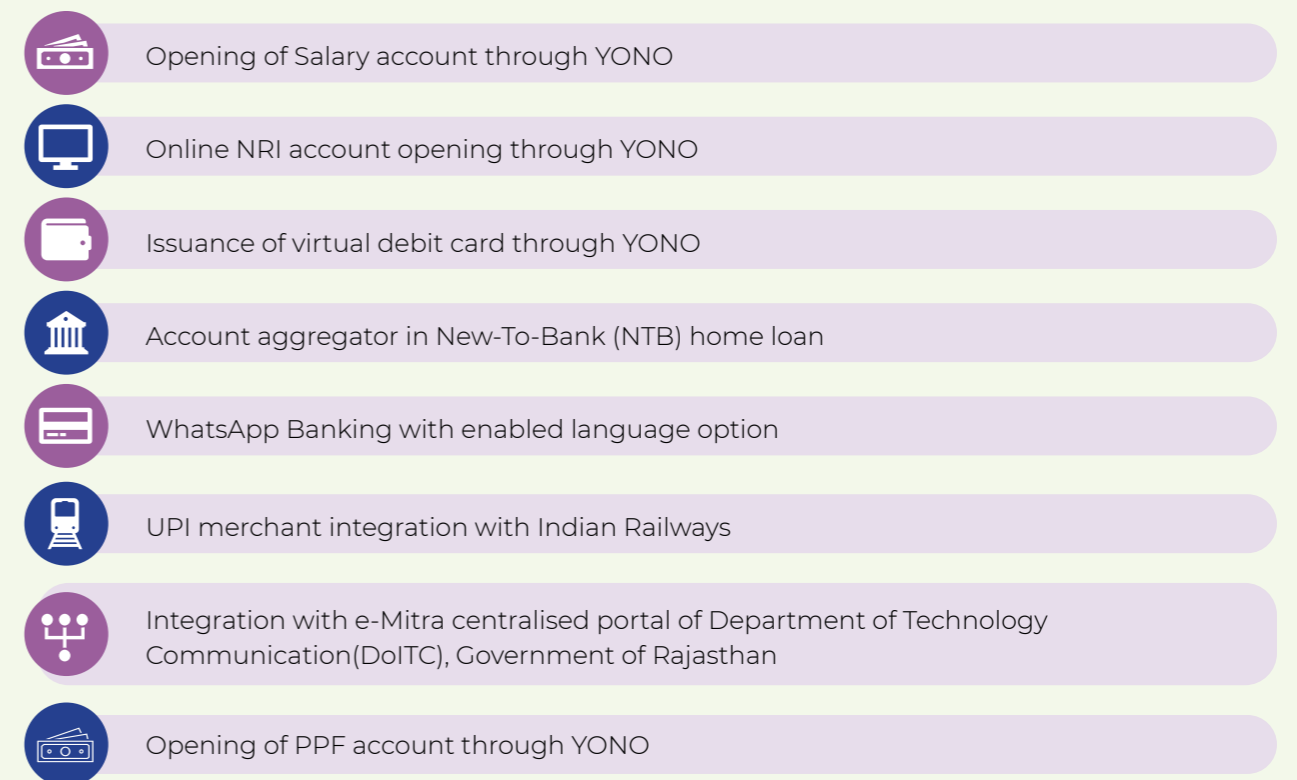 Opening of Salary account through YONO
Online NRI account opening through YONO
Issuance of virtual debit card through YONO
Account aggregator in New-To-Bank (NTB) home loan
WhatsApp Banking with enabled language option
UPI merchant integration with Indian Railways
Integration with e-Mitra centralised portal of Department of Technology
Communication(DoITC), Government of Rajasthan
Opening of PPF account through YONO